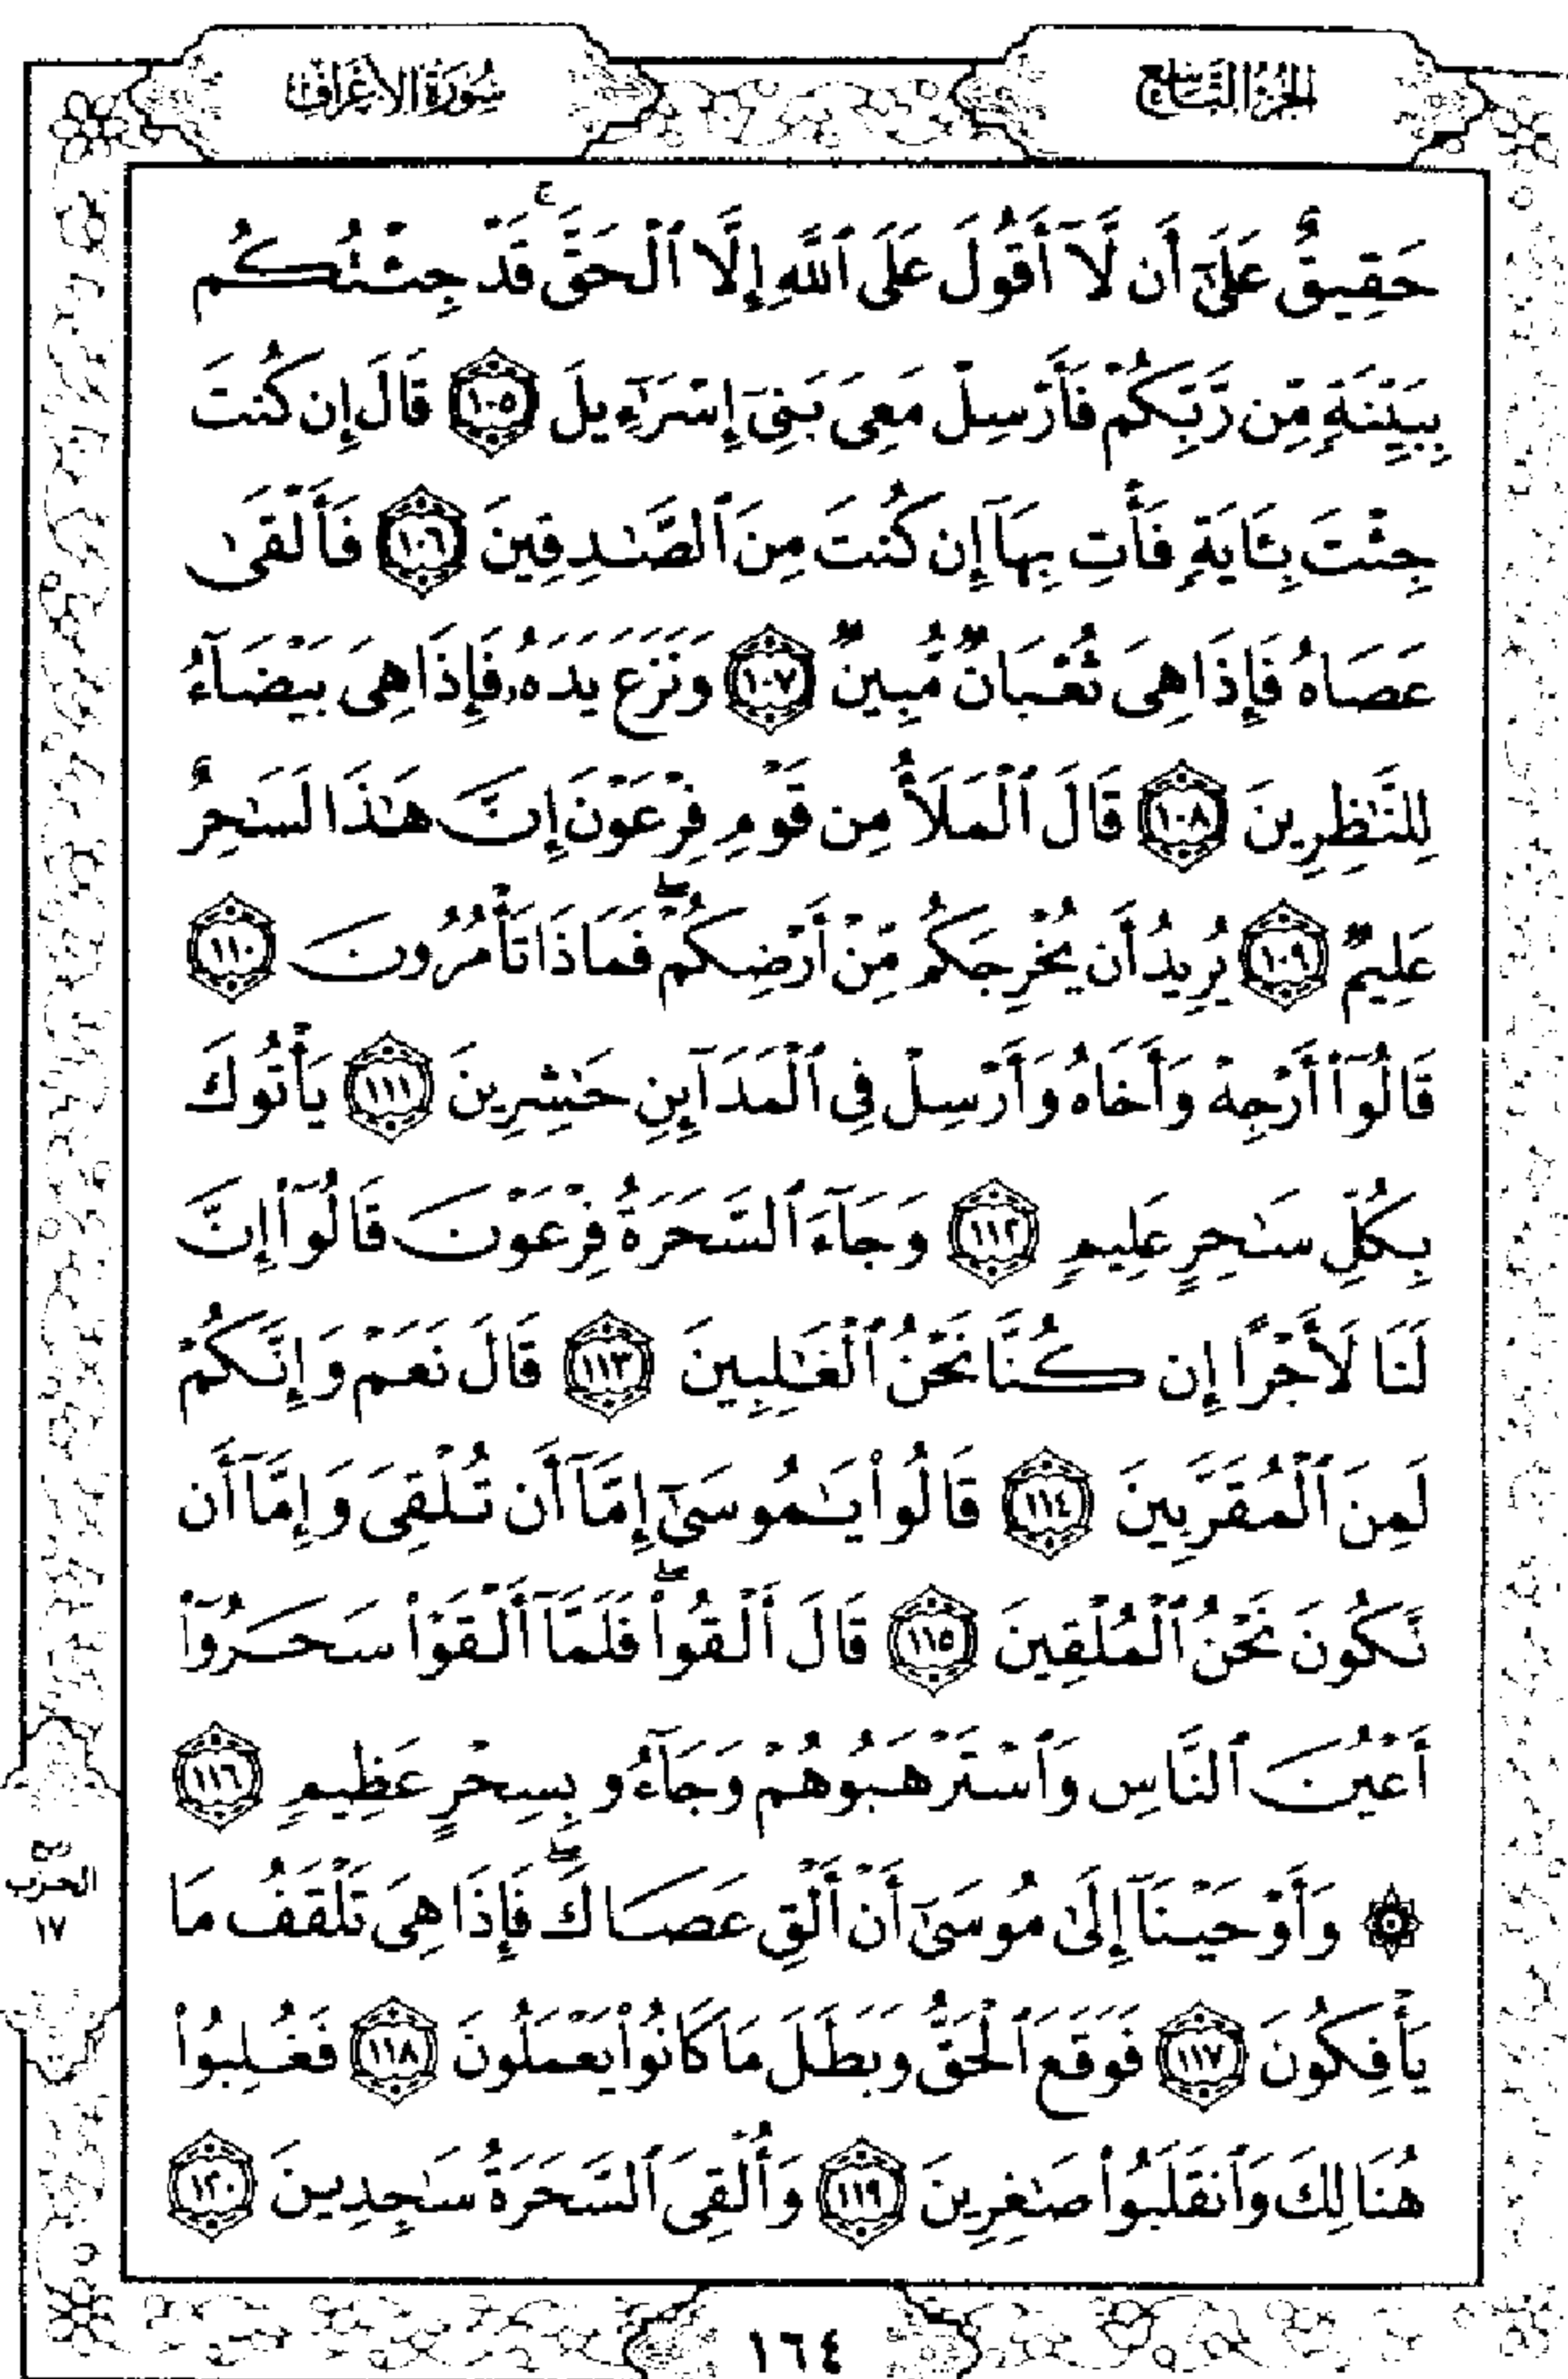 الجزء التاسع
سورة الأعراف
حَقِيقٌ عَلَىٰٓ أَن لَّآ أَقُولَ عَلَى ٱللَّهِ إِلَّا ٱلْحَقَّ ۚ قَدْ جِئْتُكُم
بِبَيِّنَةٍ مِّن رَّبِّكُمْ فَأَرْسِلْ مَعِىَ بَنِىٓ إِسْرَٰٓءِيلَ ١٠٥ قَالَ إِن كُنتَ
جِئْتَ بِـَٔايَةٍ فَأْتِ بِهَآ إِن كُنتَ مِنَ ٱلصَّـٰدِقِينَ ١٠٦ فَأَلْقَىٰ
عَصَاهُ فَإِذَا هِىَ ثُعْبَانٌ مُّبِينٌ ١٠٧ وَنَزَعَ يَدَهُۥ فَإِذَا هِىَ بَيْضَآءُ
لِلنَّـٰظِرِينَ ١٠٨ قَالَ ٱلْمَلَأُ مِن قَوْمِ فِرْعَوْنَ إِنَّ هَـٰذَا لَسَـٰحِرٌ
عَلِيمٌ ١٠٩ يُرِيدُ أَن يُخْرِجَكُم مِّنْ أَرْضِكُمْ ۖ فَمَاذَا تَأْمُرُونَ ١١٠
قَالُوٓا۟ أَرْجِهْ وَأَخَاهُ وَأَرْسِلْ فِى ٱلْمَدَآئِنِ حَـٰشِرِينَ ١١١ يَأْتُوكَ
بِكُلِّ سَـٰحِرٍ عَلِيمٍ ١١٢ وَجَآءَ ٱلسَّحَرَةُ فِرْعَوْنَ قَالُوٓا۟ إِنَّ
لَنَا لَأَجْرًا إِن كُنَّا نَحْنُ ٱلْغَـٰلِبِينَ ١١٣ قَالَ نَعَمْ وَإِنَّكُمْ
لَمِنَ ٱلْمُقَرَّبِينَ ١١٤ قَالُوا۟ يَـٰمُوسَىٰٓ إِمَّآ أَن تُلْقِىَ وَإِمَّآ أَن
نَّكُونَ نَحْنُ ٱلْمُلْقِينَ ١١٥ قَالَ أَلْقُوا۟ ۖ فَلَمَّآ أَلْقَوْا۟ سَحَرُوٓا۟
أَعْيُنَ ٱلنَّاسِ وَٱسْتَرْهَبُوهُمْ وَجَآءُو بِسِحْرٍ عَظِيمٍ ١١٦
۞ وَأَوْحَيْنَآ إِلَىٰ مُوسَىٰٓ أَنْ أَلْقِ عَصَاكَ ۖ فَإِذَا هِىَ تَلْقَفُ مَا
يَأْفِكُونَ ١١٧ فَوَقَعَ ٱلْحَقُّ وَبَطَلَ مَا كَانُوا۟ يَعْمَلُونَ ١١٨ فَغُلِبُوا۟
هُنَالِكَ وَٱنقَلَبُوا۟ صَـٰغِرِينَ ١١٩ وَأُلْقِىَ ٱلسَّحَرَةُ سَـٰجِدِينَ ١٢٠
الحزب
١٧
١٦٤